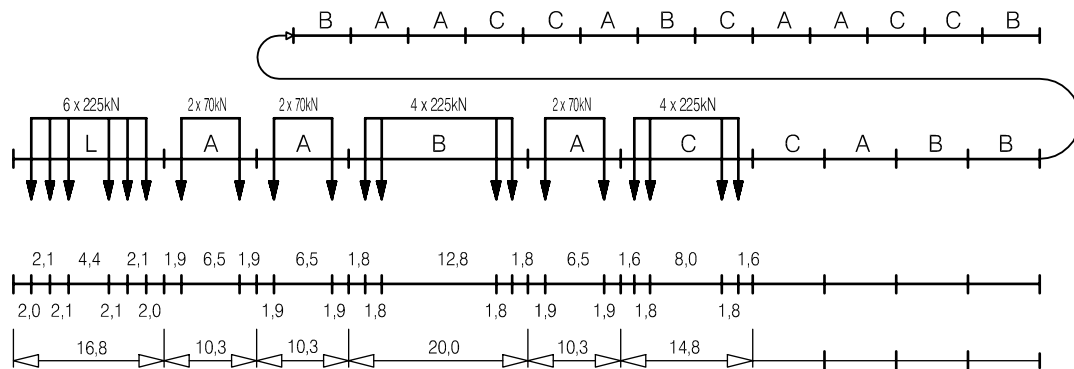 B A A C C A B C A A C C B
6 x 225kN 2 x 70kN 2 x 70kN 4 x 225kN 2 x 70kN 4 x 225kN
L A A B A C C A B B
2,1 4,4 2,1 1,9 6,5 1,9 6,5 1,8 12,8 1,8 6,5 1,6 8,0 1,6
2,0 2,1 2,1 2,0 1,9 1,9 1,8 1,8 1,9 1,9 1,8 1,8
16,8 10,3 10,3 20,0 10,3 14,8